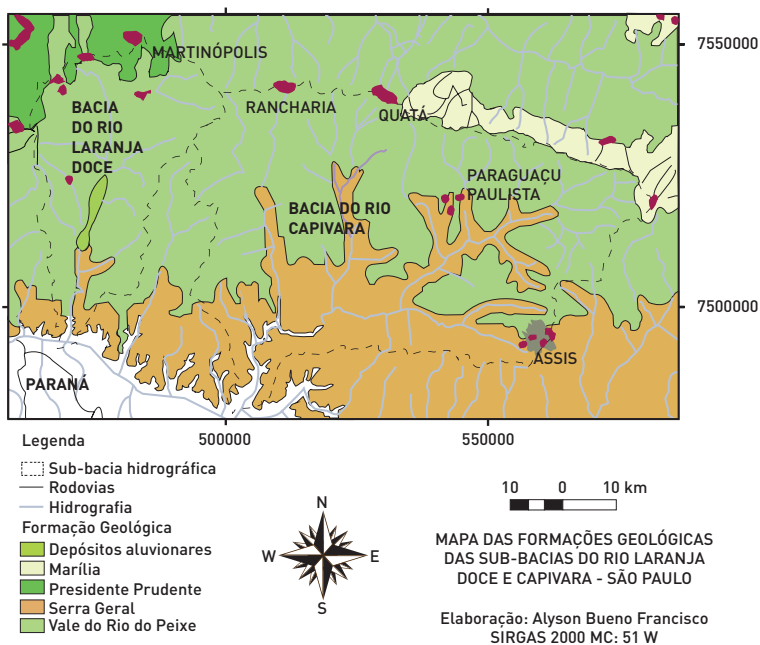 7550000
MARTINÓPOLIS
BACIA
DO RIO
LARANJA
DOCE
RANCHARIA
QUATÁ
PARAGUAÇU
PAULISTA
BACIA DO RIO
CAPIVARA
7500000
ASSIS
PARANÁ
500000
550000
Legenda
Sub-bacia hidrográfica
Rodovias
Hidrografia
Formação Geológica
Depósitos aluvionares
Marília
Presidente Prudente
Serra Geral
Vale do Rio do Peixe
N
W
E
S
10 0 10 km
MAPA DAS FORMAÇÕES GEOLÓGICAS
DAS SUB-BACIAS DO RIO LARANJA
DOCE E CAPIVARA - SÃO PAULO
Elaboração: Alyson Bueno Francisco
SIRGAS 2000 MC: 51 W